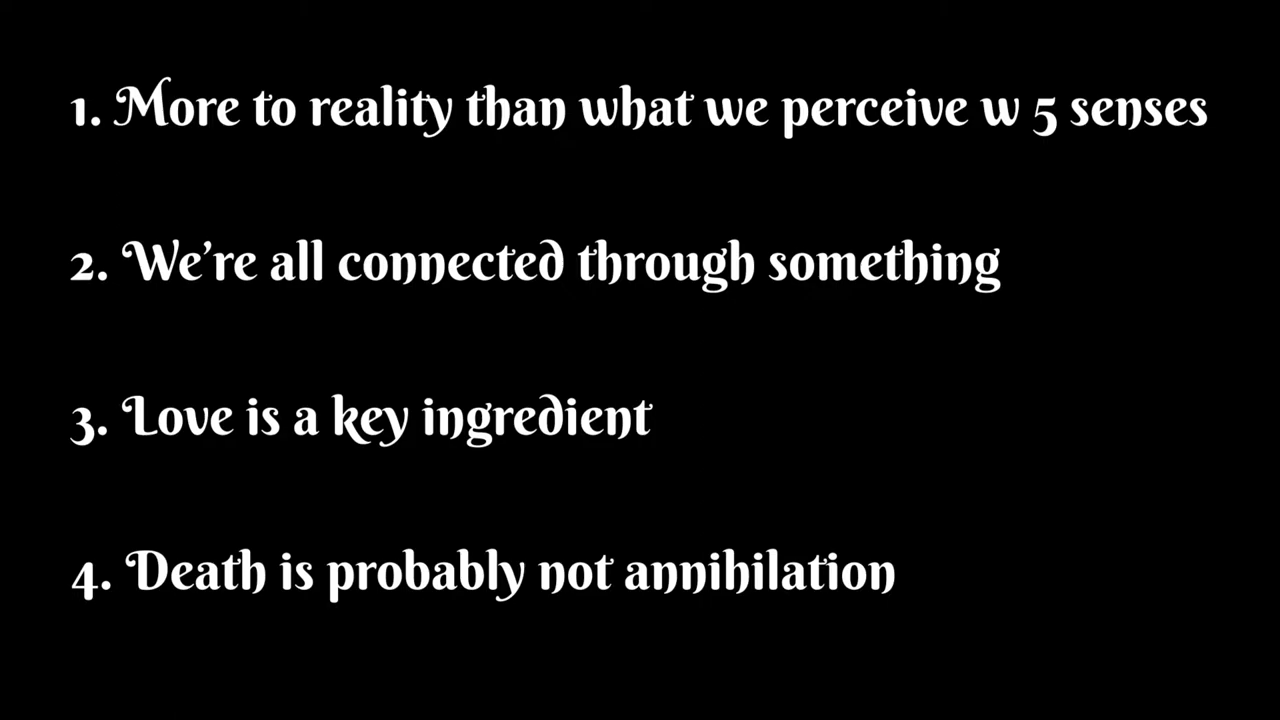 1. More to reality than what we perceive w 5 senses
2. We're all connected through something
3. Love is a key ingredient
4. Death is probably not annihilation